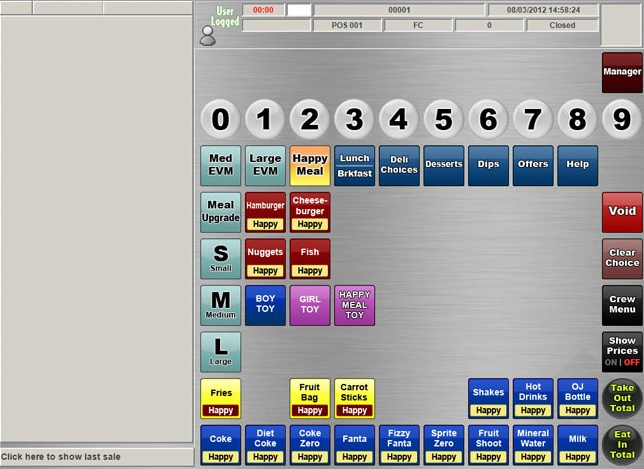 User
Logged
00:00
00001
08/03/2012 14:58:24
POS 001
FC
0
Closed
Manager
0 1 2 3 4 5 6 7 8 9
Med
EVM
Large
EVM
Happy
Meal
Lunch
Brkfast
Deli
Choices
Desserts
Dips
Offers
Help
Meal
Upgrade
Hamburger
Happy
Cheese-
burger
Happy
Void
S
Small
Nuggets
Happy
Fish
Happy
Clear
Choice
M
Medium
BOY
TOY
GIRL
TOY
HAPPY
MEAL
TOY
Crew
Menu
L
Large
Show
Prices
ON | OFF
Fries
Happy
Fruit
Bag
Happy
Carrot
Sticks
Happy
Shakes
Happy
Hot
Drinks
Happy
OJ
Bottle
Happy
Take
Out
Total
Coke
Happy
Diet
Coke
Happy
Coke
Zero
Happy
Fanta
Happy
Fizzy
Fanta
Happy
Sprite
Zero
Happy
Fruit
Shoot
Happy
Mineral
Water
Happy
Milk
Happy
Eat
In
Total
Click here to show last sale